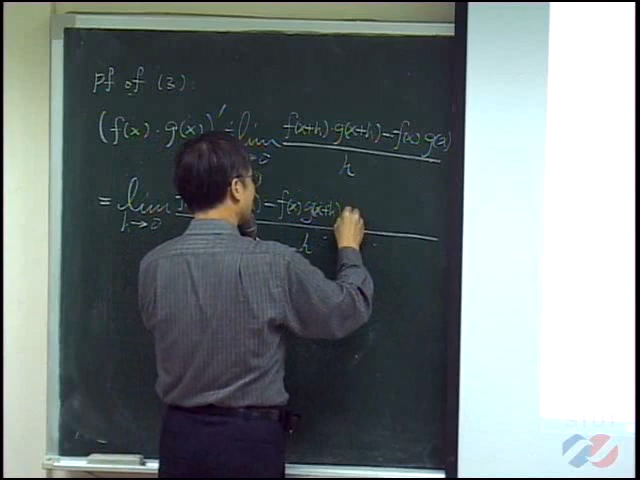 pf of (3)
(f(x) · g(x))' = lim f(x+h) · g(x+h) - f(x) g(x)
h
= lim - f(x) g(x+h)
h→0 h